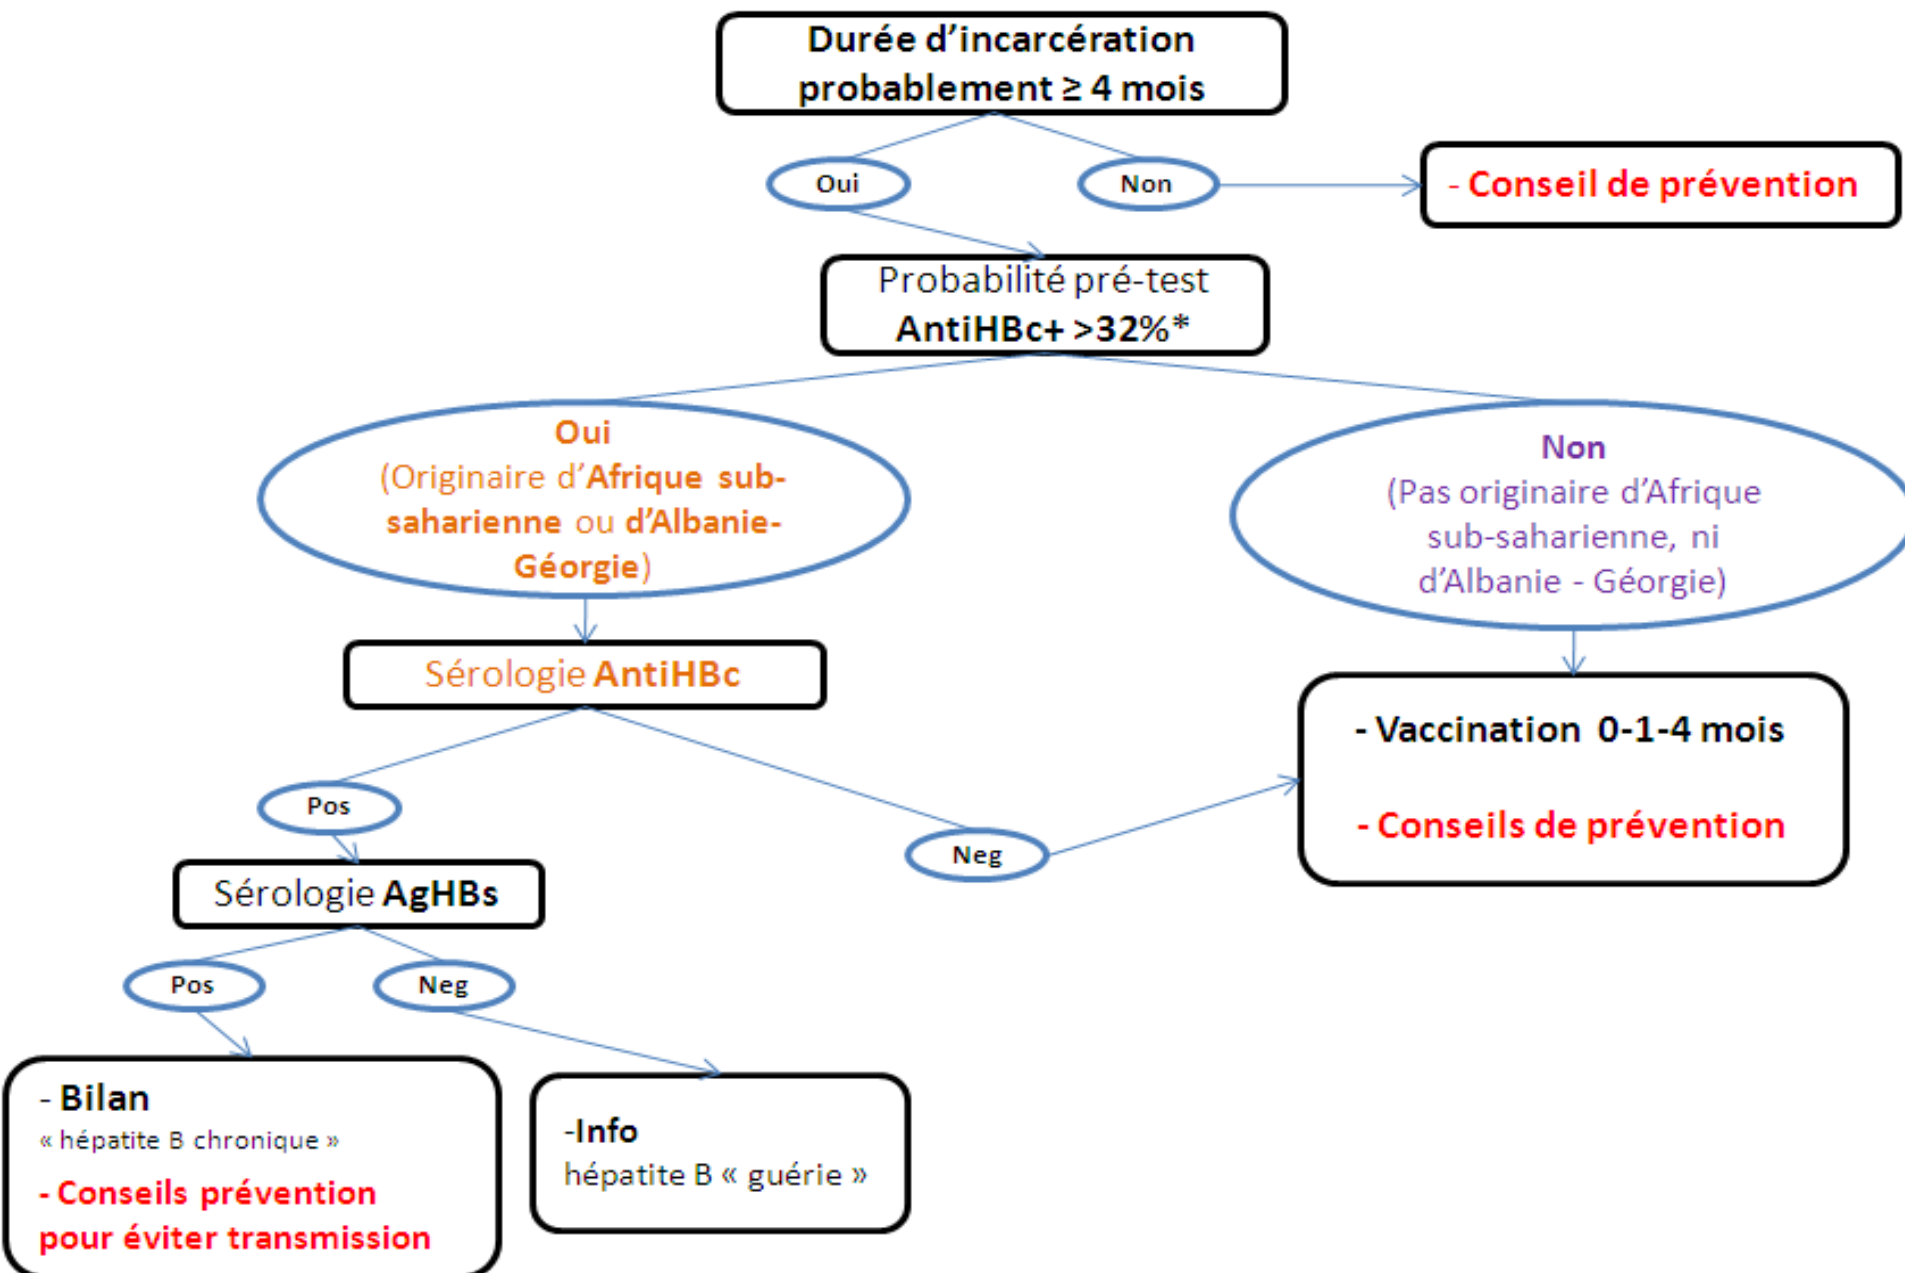 Durée d’incarcération
probablement ≥ 4 mois
Oui
Non
- Conseil de prévention
Probabilité pré-test
AntiHBc+ >32%*
Oui
(Originaire d’Afrique sub-
saharienne ou d’Albanie-
Géorgie)
Non
(Pas originaire d’Afrique
sub-saharienne, ni
d’Albanie - Géorgie)
Sérologie AntiHBc
- Vaccination 0-1-4 mois
- Conseils de prévention
Pos
Neg
Sérologie AgHBs
Pos
Neg
- Bilan
« hépatite B chronique »
- Conseils prévention
pour éviter transmission
-Info
hépatite B « guérie »